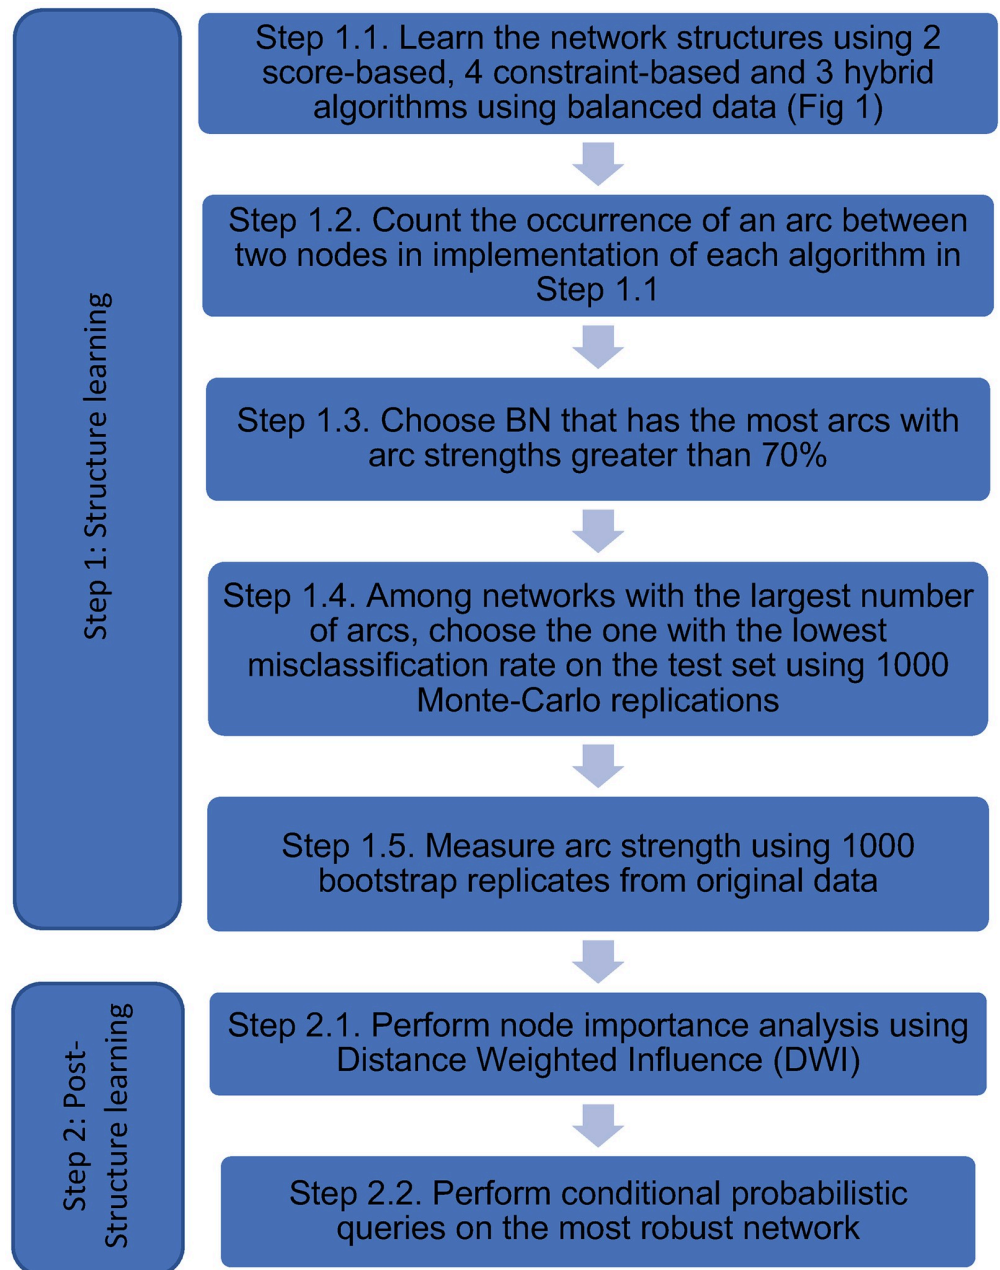 Step 1: Structure learning
Step 1.1. Learn the network structures using 2
score-based, 4 constraint-based and 3 hybrid
algorithms using balanced data (Fig 1)
Step 1.2. Count the occurrence of an arc between
two nodes in implementation of each algorithm in
Step 1.1
Step 1.3. Choose BN that has the most arcs with
arc strengths greater than 70%
Step 1.4. Among networks with the largest number
of arcs, choose the one with the lowest
misclassification rate on the test set using 1000
Monte-Carlo replications
Step 1.5. Measure arc strength using 1000
bootstrap replicates from original data
Step 2: Post-
Structure learning
Step 2.1. Perform node importance analysis using
Distance Weighted Influence (DWI)
Step 2.2. Perform conditional probabilistic
queries on the most robust network